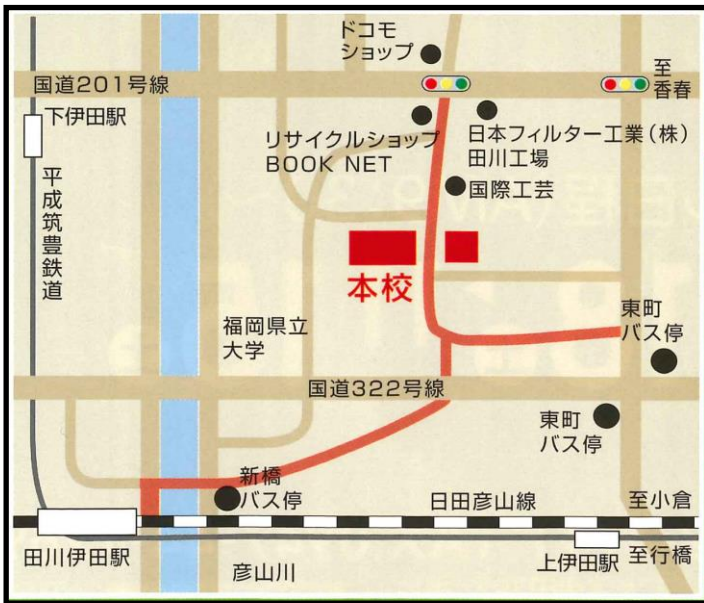 ドコモ
ショップ
国道201号線
至
香春
下伊田駅
リサイクルショップ
BOOK NET
日本フィルター工業(株)
田川工場
国際工芸
平成筑豊鉄道
本校
福岡県立
大学
東町
バス停
国道322号線
東町
バス停
新橋
バス停
日田彦山線
至小倉
田川伊田駅
彦山川
上伊田駅
至行橋